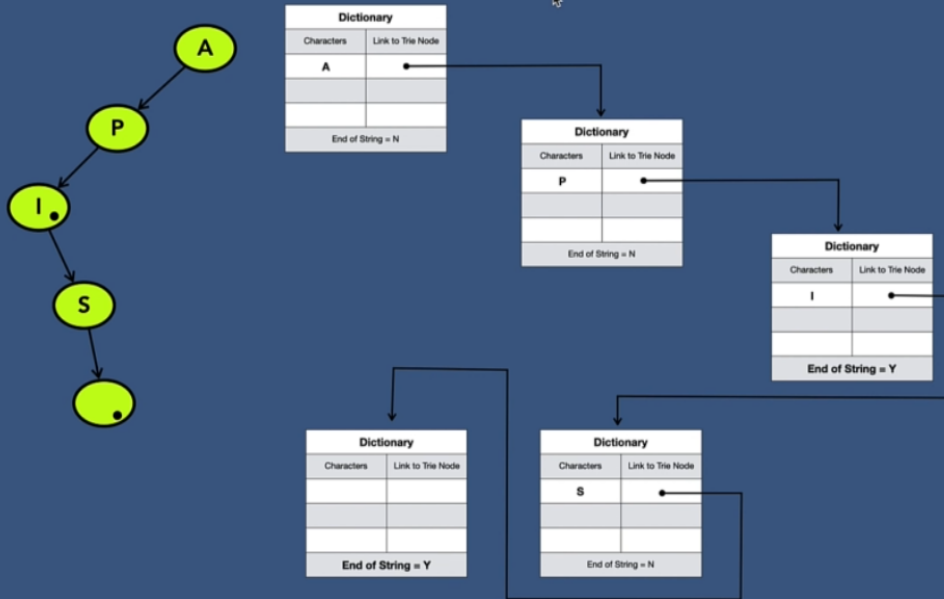 A
P
I
S
Dictionary
Characters Link to Trie Node
A
End of String = N
Dictionary
Characters Link to Trie Node
P
End of String = N
Dictionary
Characters Link to Trie Node
I
End of String = Y
Dictionary
Characters Link to Trie Node
End of String = Y
Dictionary
Characters Link to Trie Node
S
End of String = N